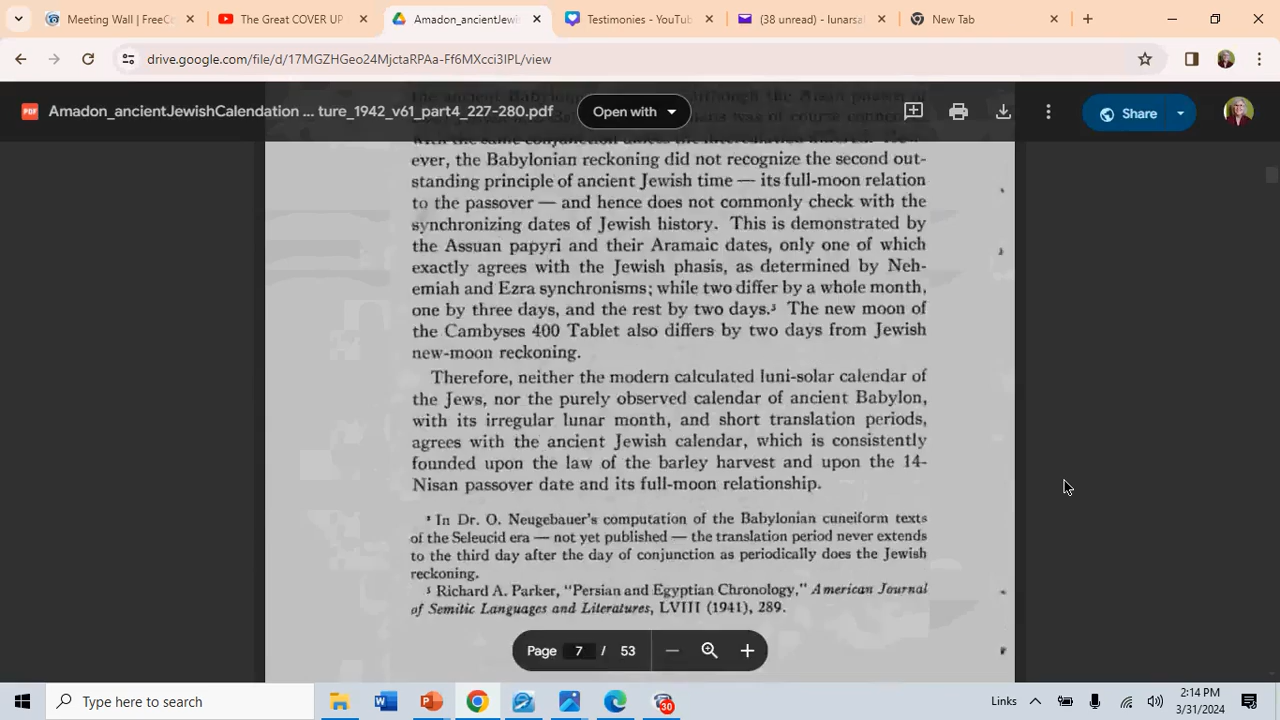 Meeting Wall | FreeC
The Great COVER UP
Amadon_ancientJewis
Testimonies - YouTub
(38 unread) - lunarsal
New Tab
drive.google.com/file/d/17MGZHGeo24MjctaRPAa-Ff6MXcci3IPL/view
PDF
Amadon_ancientJewishCalendation ... ture_1942_v61_part4_227-280.pdf
Open with
Share
ever, the Babylonian reckoning did not recognize the second out-
standing principle of ancient Jewish time — its full-moon relation
to the passover — and hence does not commonly check with the
synchronizing dates of Jewish history. This is demonstrated by
the Assuan papyri and their Aramaic dates, only one of which
exactly agrees with the Jewish phasis, as determined by Neh-
emiah and Ezra synchronisms; while two differ by a whole month,
one by three days, and the rest by two days.³ The new moon of
the Cambyses 400 Tablet also differs by two days from Jewish
new-moon reckoning.
Therefore, neither the modern calculated luni-solar calendar of
the Jews, nor the purely observed calendar of ancient Babylon,
with its irregular lunar month, and short translation periods,
agrees with the ancient Jewish calendar, which is consistently
founded upon the law of the barley harvest and upon the 14-
Nisan passover date and its full-moon relationship.
² In Dr. O. Neugebauer's computation of the Babylonian cuneiform texts
of the Seleucid era — not yet published — the translation period never extends
to the third day after the day of conjunction as periodically does the Jewish
reckoning.
³ Richard A. Parker, "Persian and Egyptian Chronology," American Journal
of Semitic Languages and Literatures, LVIII (1941), 289.
Page 7 / 53
Type here to search
30
Links
2:14 PM
3/31/2024